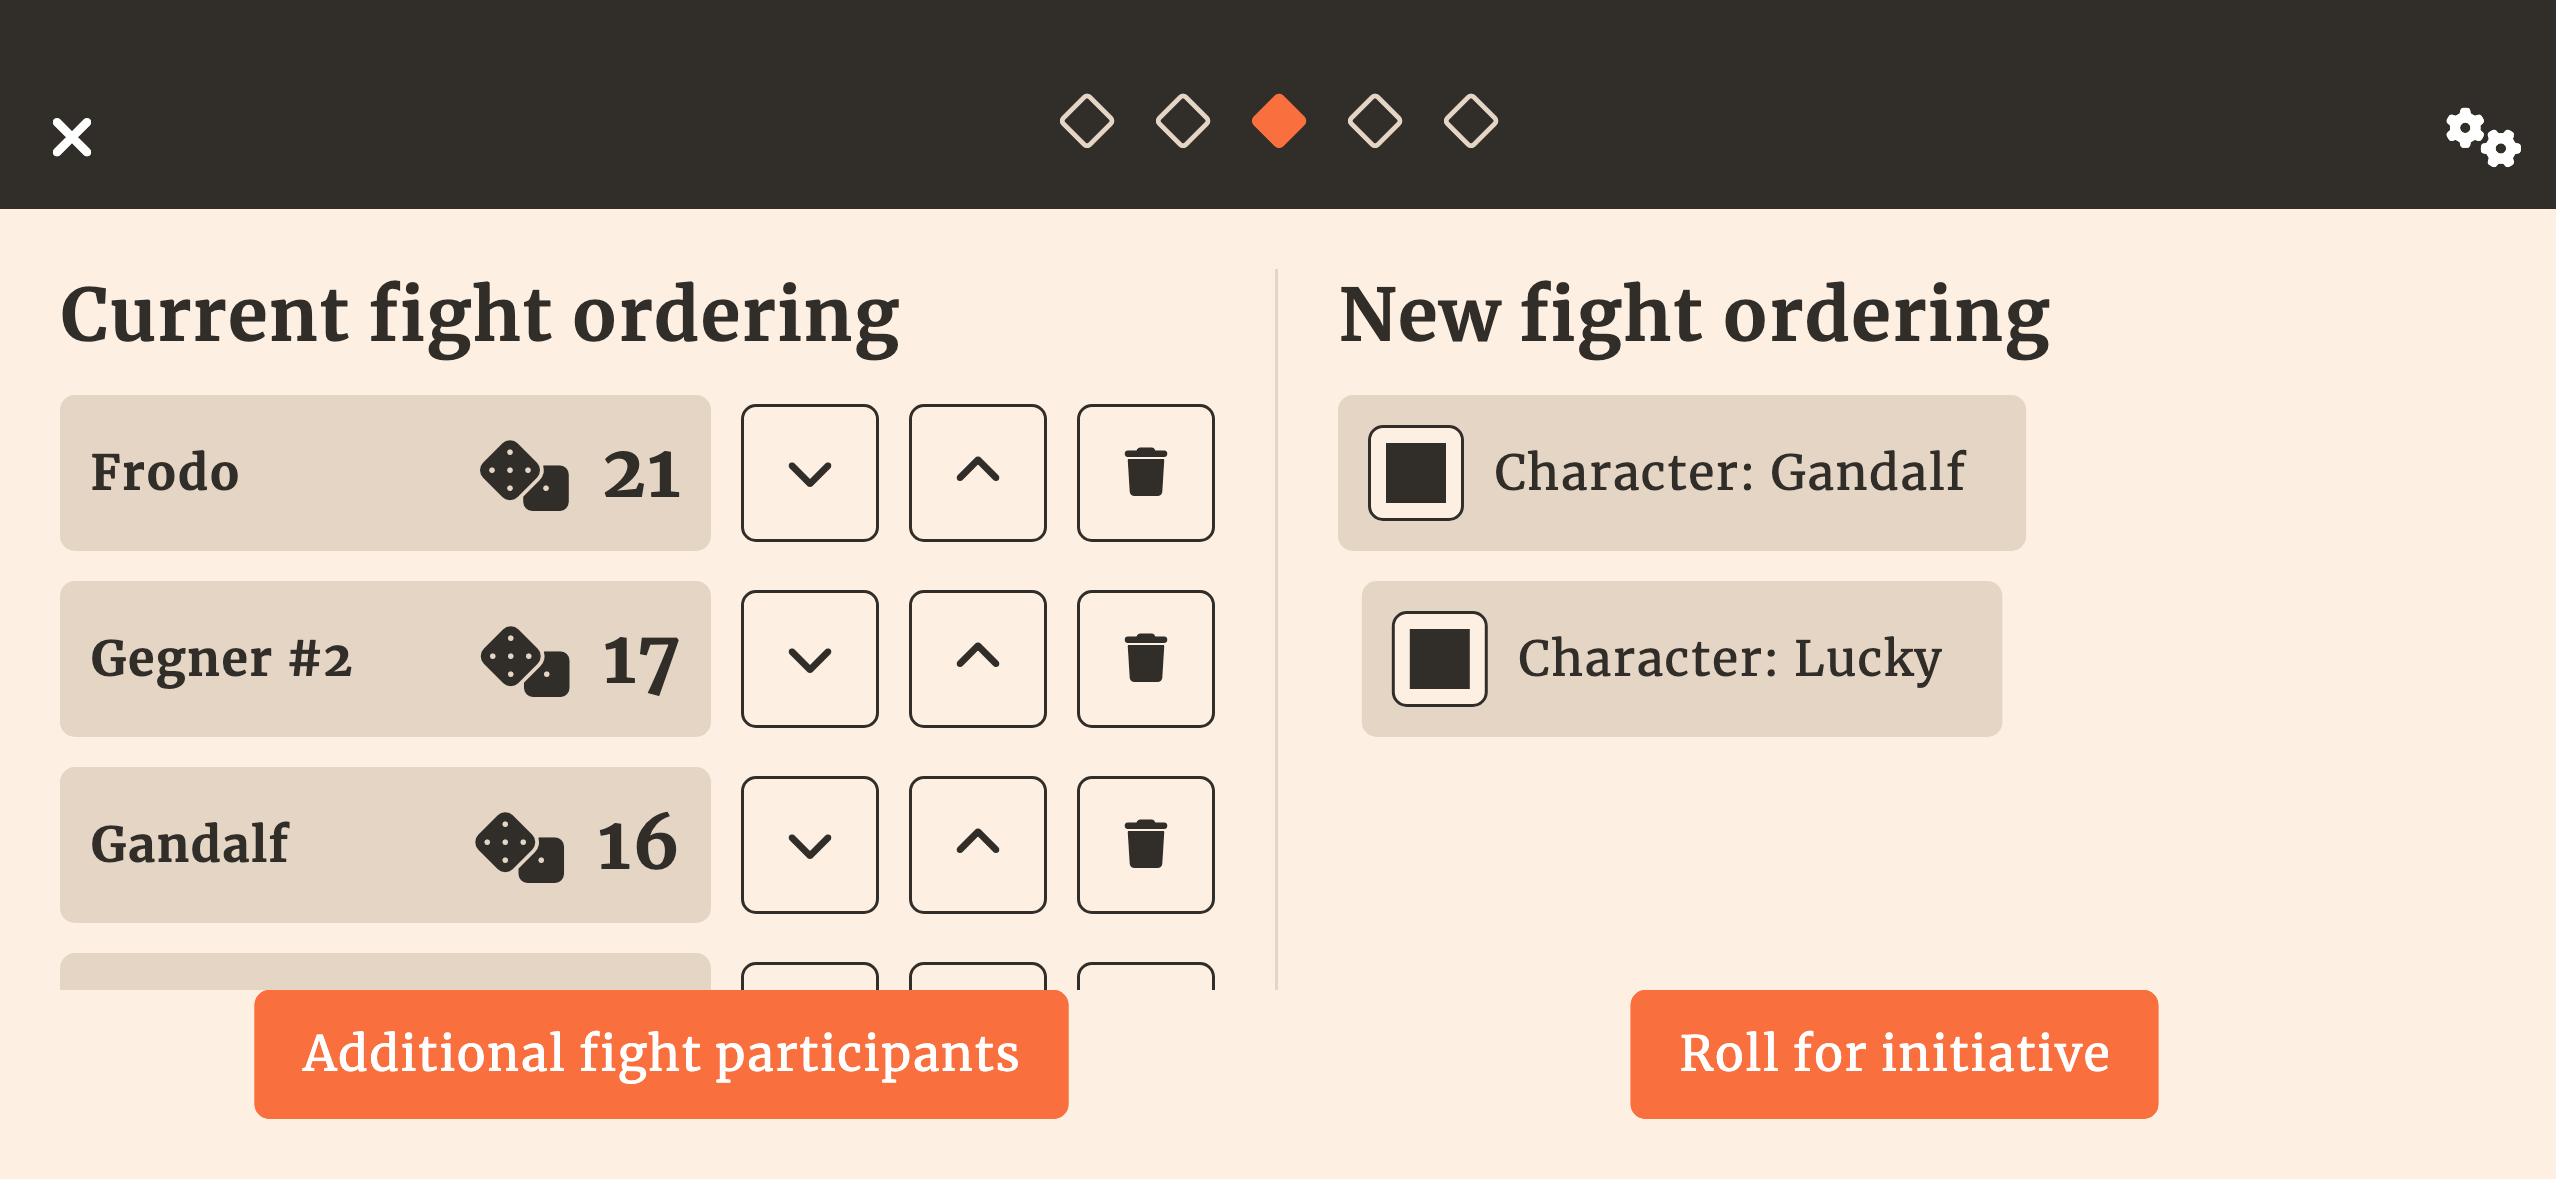 Current fight ordering
Frodo 21
Gegner #2 17
Gandalf 16
Additional fight participants
New fight ordering
Character: Gandalf
Character: Lucky
Roll for initiative